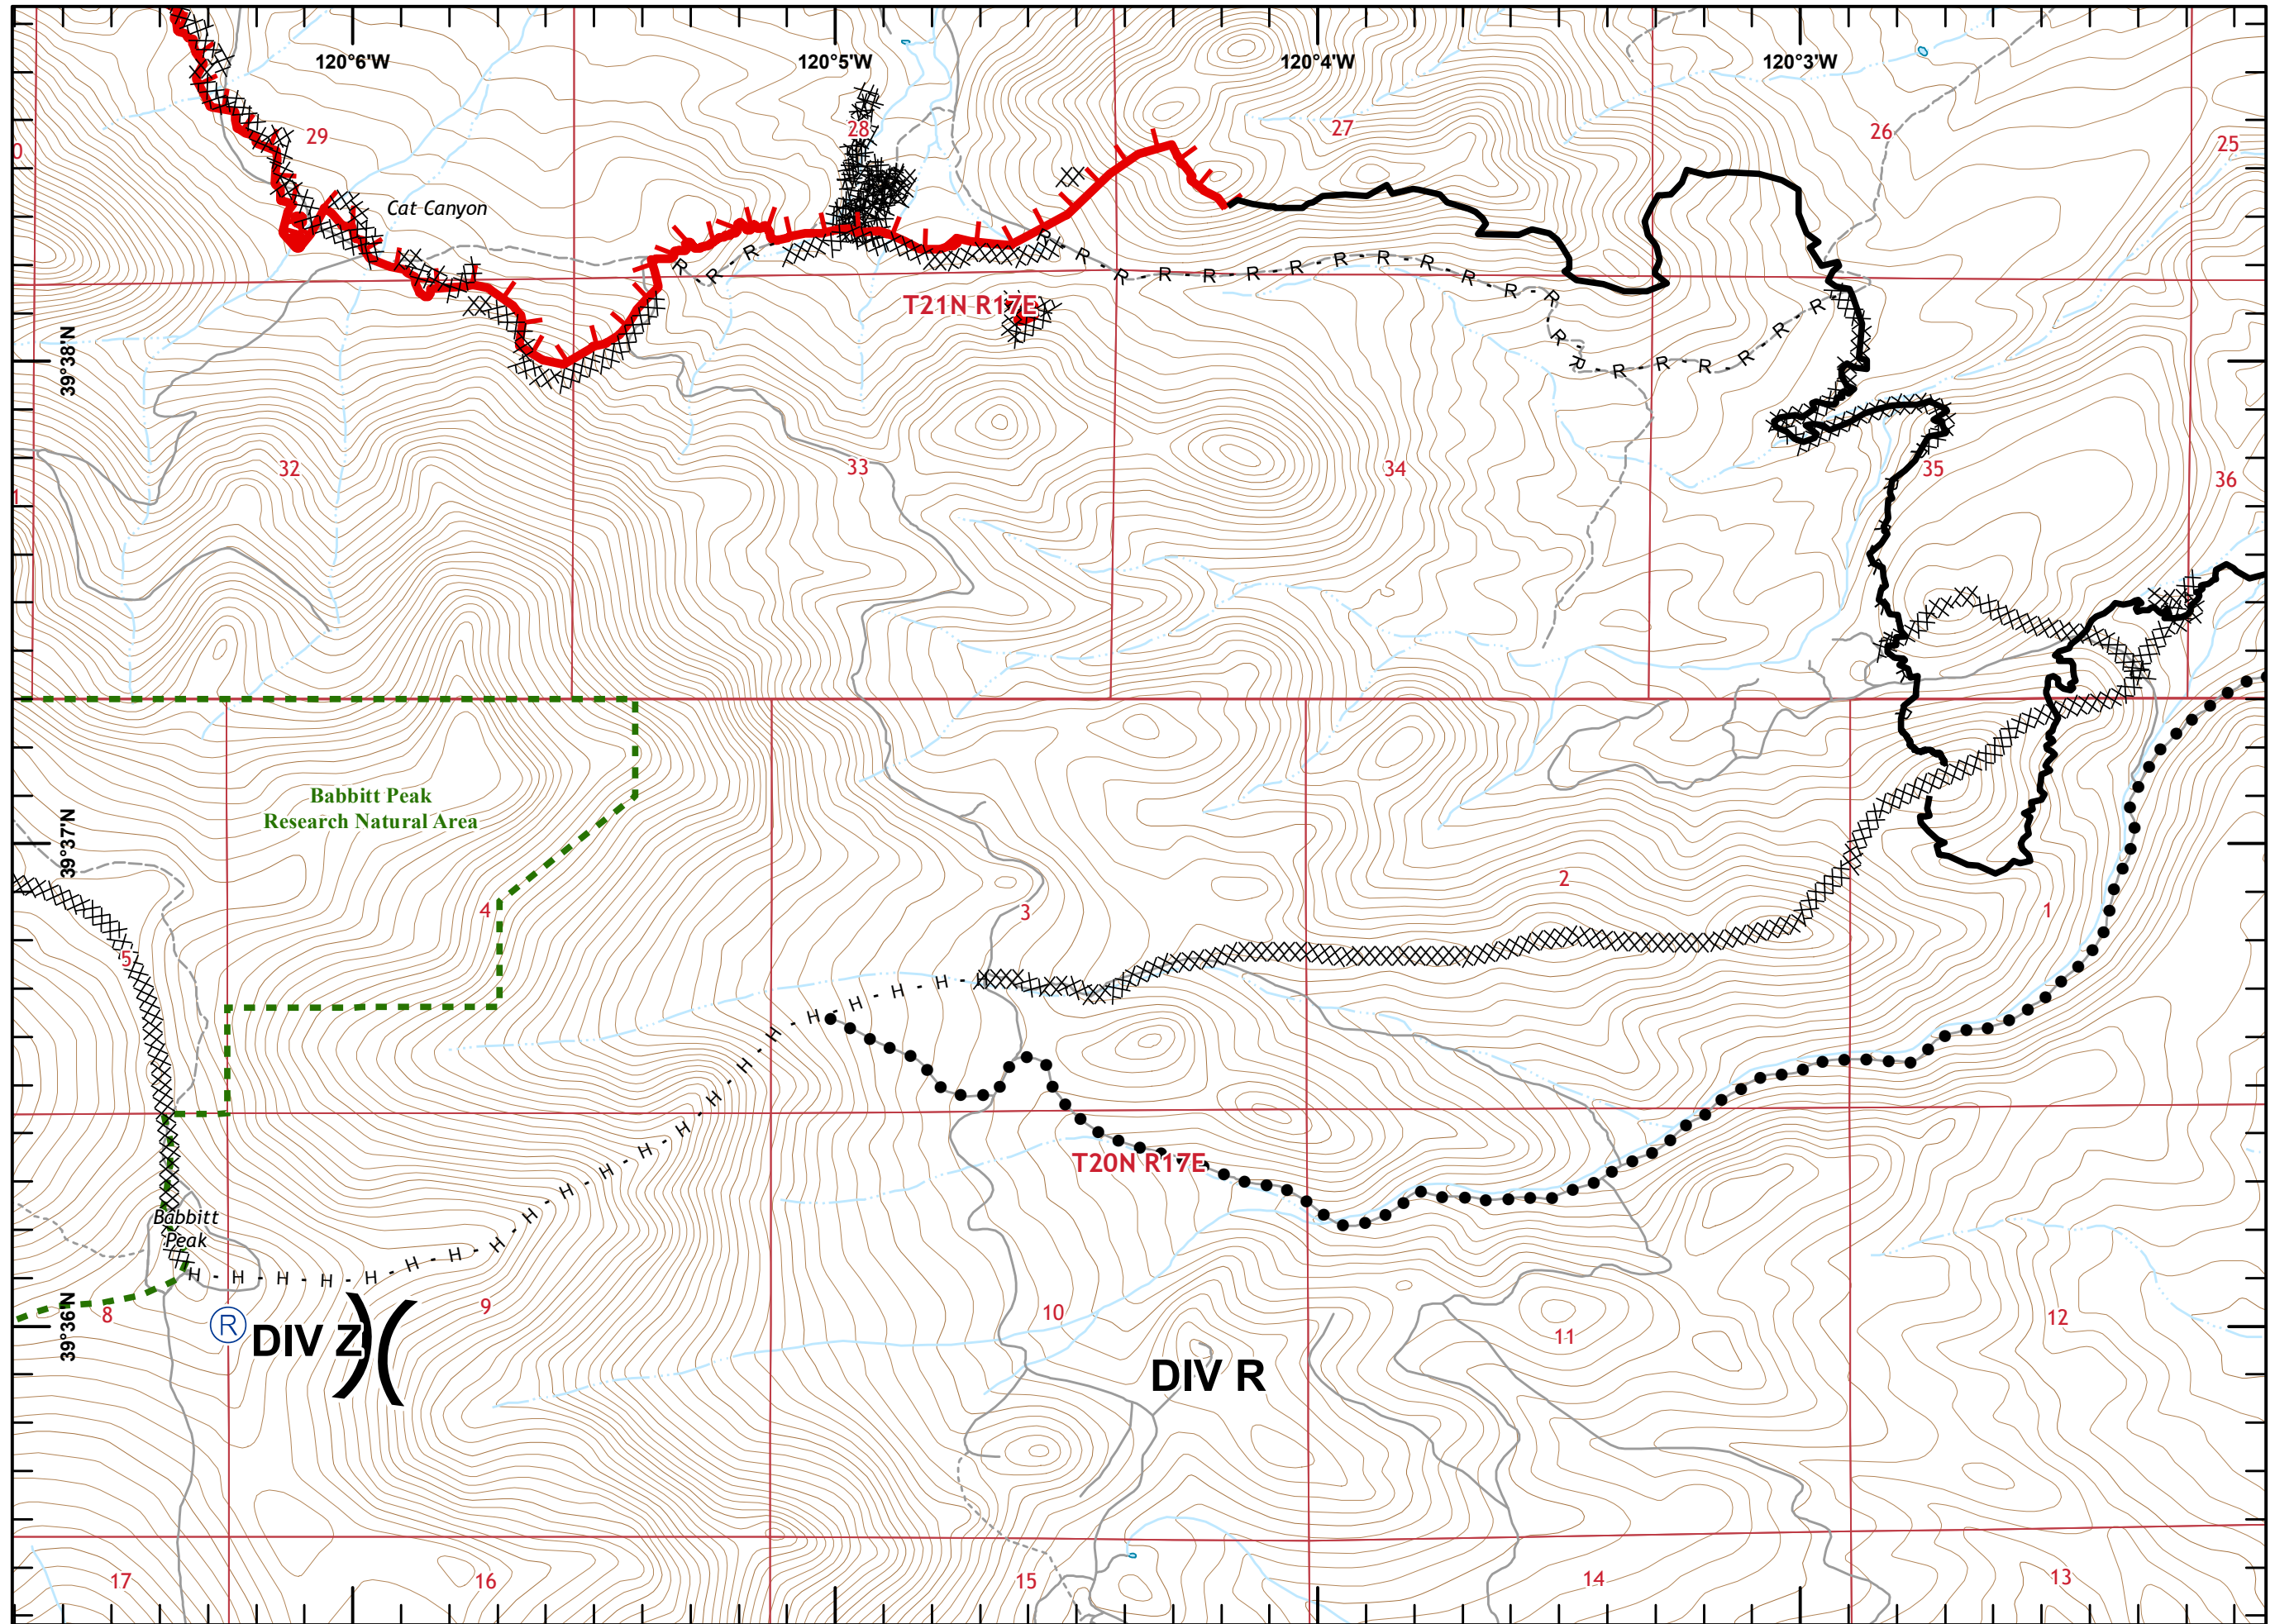 120°6'W
120°5'W
120°4'W
120°3'W
29
28
27
26
25
0
Cat Canyon
R - R - R
R - R - R - R - R - R - R - R - R - R - R - R - R
T21N R17E
R - R - R - R - R - R - R - R
39°38'N
32
33
34
35
36
1
Babbitt Peak
Research Natural Area
39°37'N
4
3
2
1
5
H - H - H - H - H - H - H - H - H - H - H - H - H - H - H - H - H - H - H - H
T20N R17E
Babbitt
Peak
39°36'N
8
9
10
11
12
R
DIV Z
)(
DIV R
17
16
15
14
13